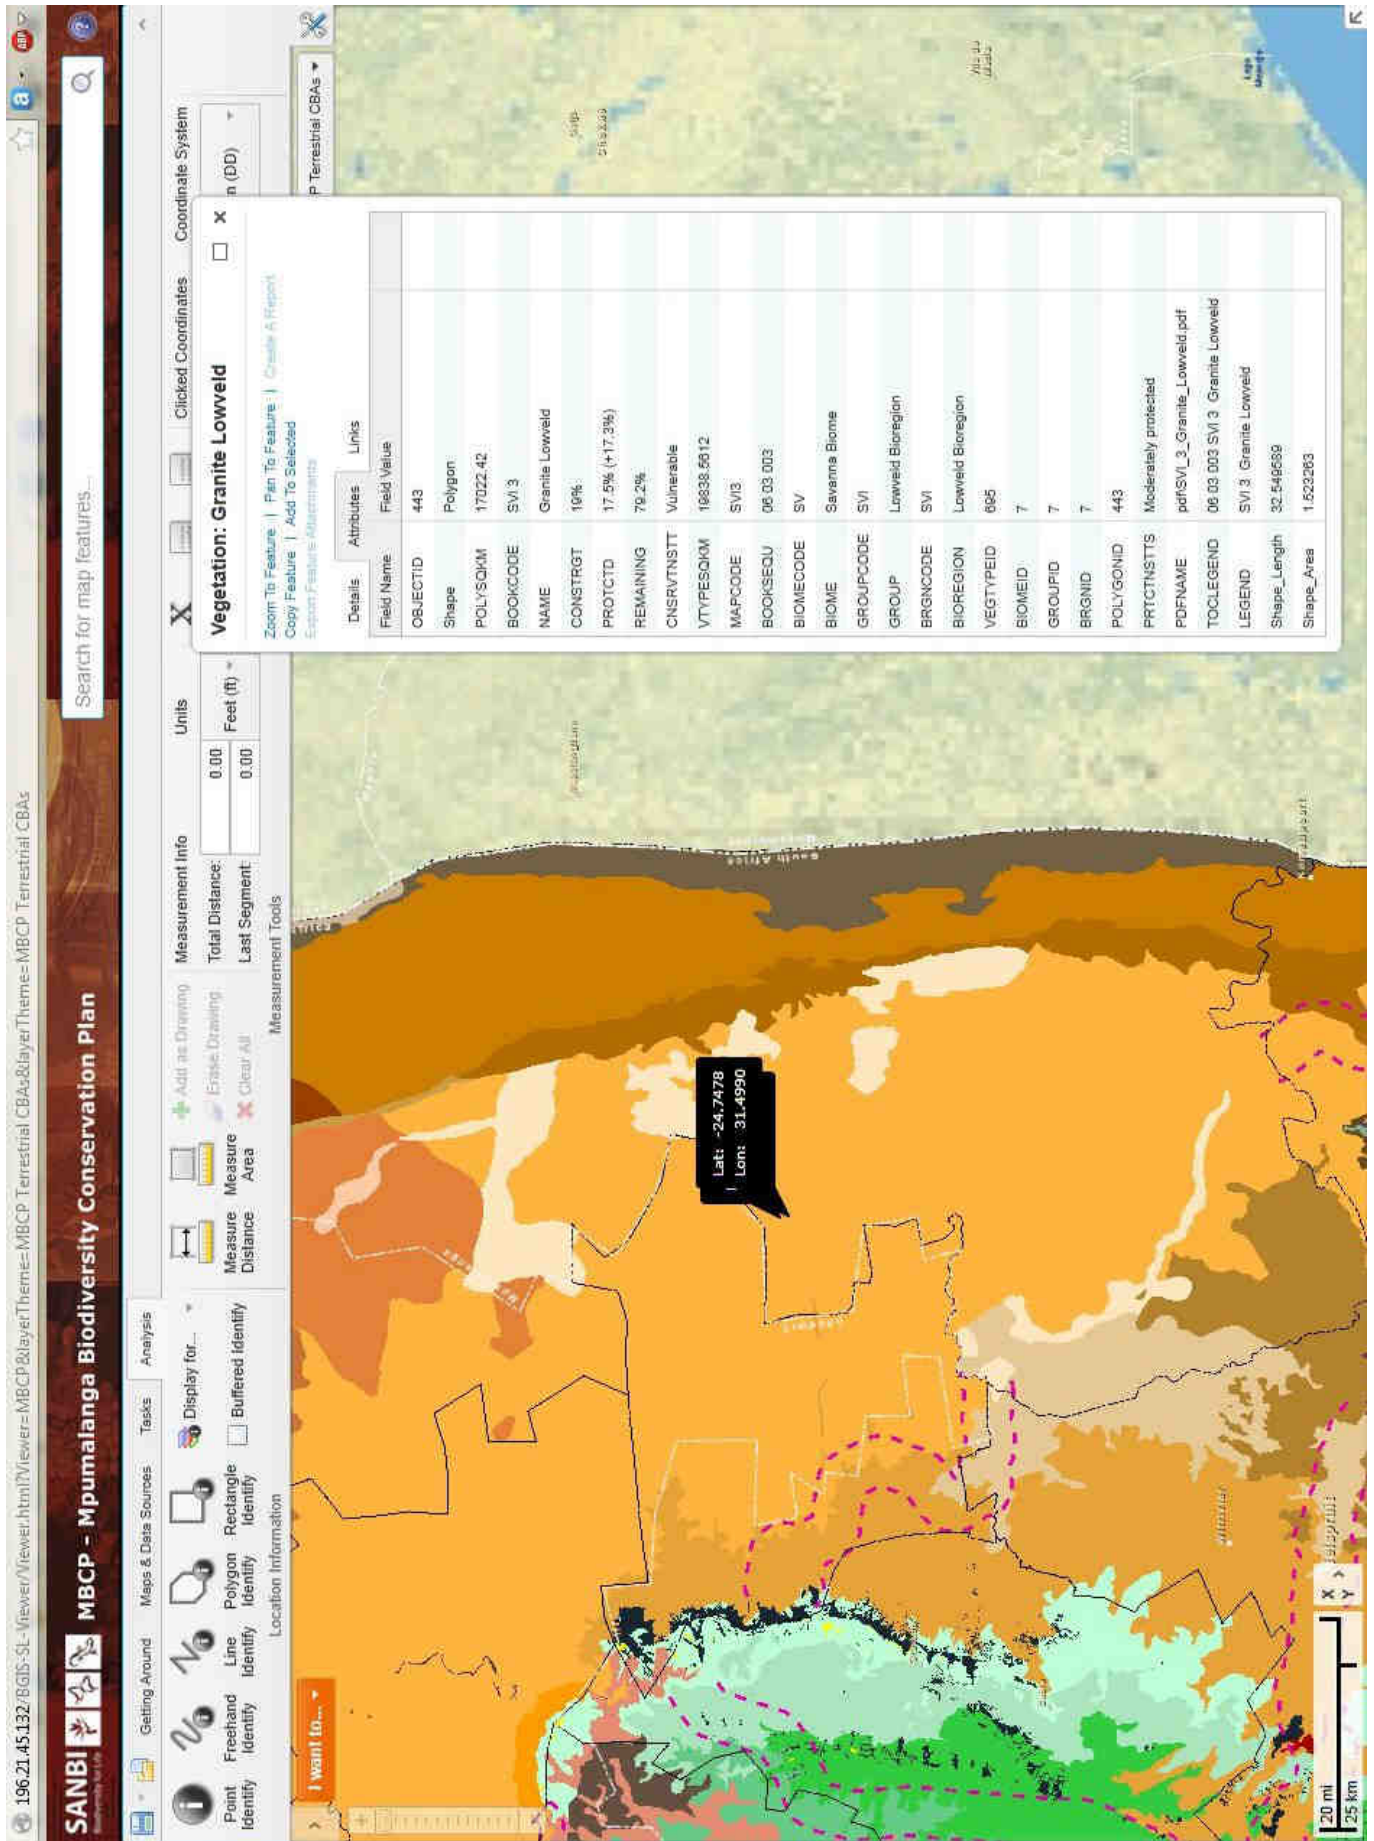 196.21.45.132/BGIS-SL-Viewer/Viewer.html?Viewer=MBCP&layerTheme=MBCP Terrestrial CBAs&layerTheme=MBCP Terrestrial CBAs
a
ABP
SANBI
MBCP - Mpumalanga Biodiversity Conservation Plan
Search for map features...
Getting Around
Maps & Data Sources
Tasks
Analysis
Point Identify
Freehand Identify
Line Identify
Polygon Identify
Rectangle Identify
Display for...
Buffered Identify
Location Information
Measure Distance
Measure Area
Add as Drawing
Erase Drawing
Clear All
Measurement Info
Total Distance: 0.00
Last Segment: 0.00
Units
Feet (ft)
Measurement Tools
X
Clicked Coordinates
Coordinate System
n (DD)
P Terrestrial CBAs
I want to...
Vegetation: Granite Lowveld
Zoom To Feature | Pan To Feature | Create A Report
Copy Feature | Add To Selected
Export Feature Attachments
Details Attributes Links
Field Name Field Value
OBJECTID 443
Shape Polygon
POLYSQKM 17022.42
BOOKCODE SVI 3
NAME Granite Lowveld
CONSTRGT 19%
PROTCTD 17.5% (+17.3%)
REMAINING 79.2%
CNSRVTNSTT Vulnerable
VTYPESQKM 19838.5612
MAPCODE SVI3
BOOKSEQU 06 03 003
BIOMECODE SV
BIOME Savanna Biome
GROUPCODE SVI
GROUP Lowveld Bioregion
BRGNCODE SVI
BIOREGION Lowveld Bioregion
VEGTYPEID 695
BIOMEID 7
GROUPID 7
BRGNID 7
POLYGONID 443
PRTCTNSTTS Moderately protected
PDFNAME pdf\SVI_3_Granite_Lowveld.pdf
TOCLEGEND 06 03 003 SVI 3 Granite Lowveld
LEGEND SVI 3 Granite Lowveld
Shape_Length 32.549589
Shape_Area 1.523263
Lat: -24.7478
Lon: 31.4990
South Africa
20 mi
25 km
X
Y